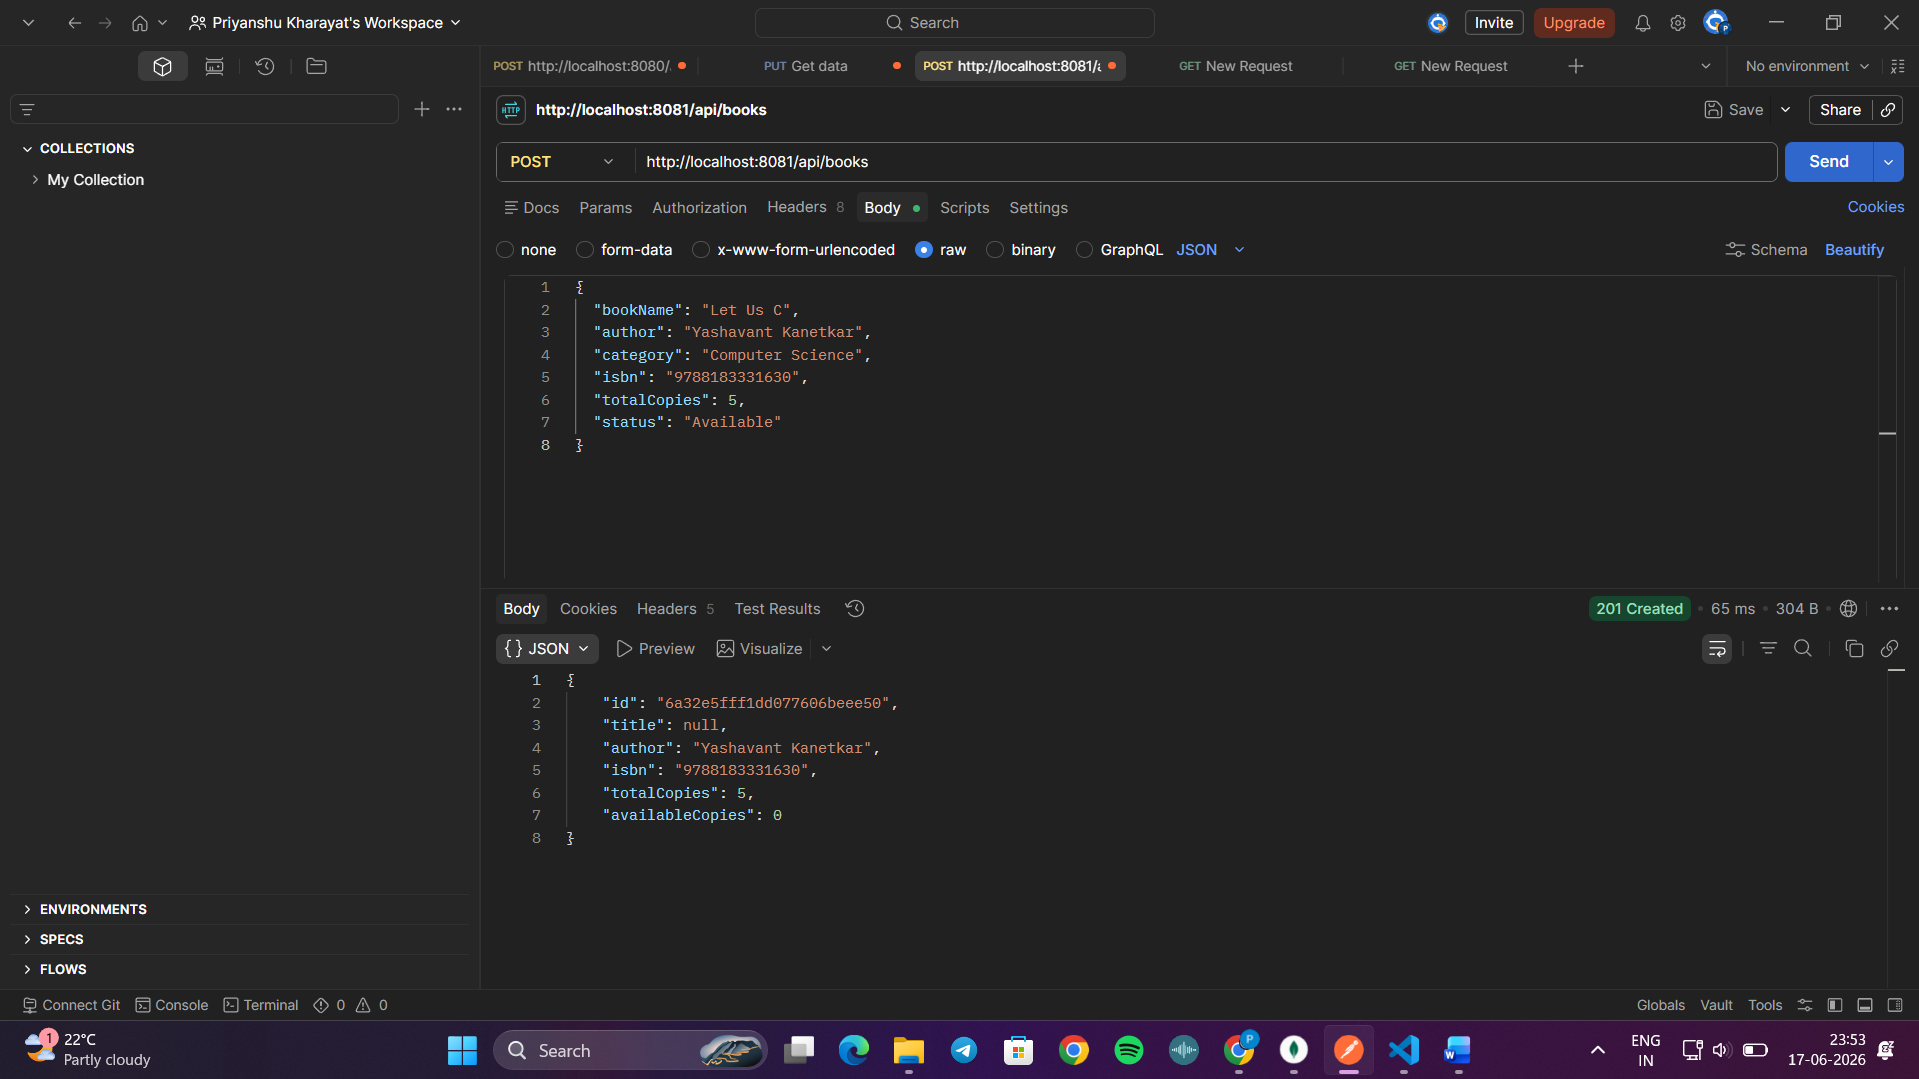 Priyanshu Kharayat's Workspace
Search
Invite
Upgrade
POST http://localhost:8080/
PUT Get data
POST http://localhost:8081/a
GET New Request
GET New Request
No environment
http://localhost:8081/api/books
Save
Share
COLLECTIONS
My Collection
POST
http://localhost:8081/api/books
Send
Docs
Params
Authorization
Headers 8
Body
Scripts
Settings
Cookies
none
form-data
x-www-form-urlencoded
raw
binary
GraphQL
JSON
Schema
Beautify
1 {
2 "bookName": "Let Us C",
3 "author": "Yashavant Kanetkar",
4 "category": "Computer Science",
5 "isbn": "9788183331630",
6 "totalCopies": 5,
7 "status": "Available"
8 }
Body
Cookies
Headers 5
Test Results
201 Created
65 ms
304 B
{} JSON
Preview
Visualize
1 {
2 "id": "6a32e5fff1dd077606beee50",
3 "title": null,
4 "author": "Yashavant Kanetkar",
5 "isbn": "9788183331630",
6 "totalCopies": 5,
7 "availableCopies": 0
8 }
ENVIRONMENTS
SPECS
FLOWS
Connect Git
Console
Terminal
0
0
Globals
Vault
Tools
1
22°C
Partly cloudy
Search
P
W
ENG
IN
23:53
17-06-2026